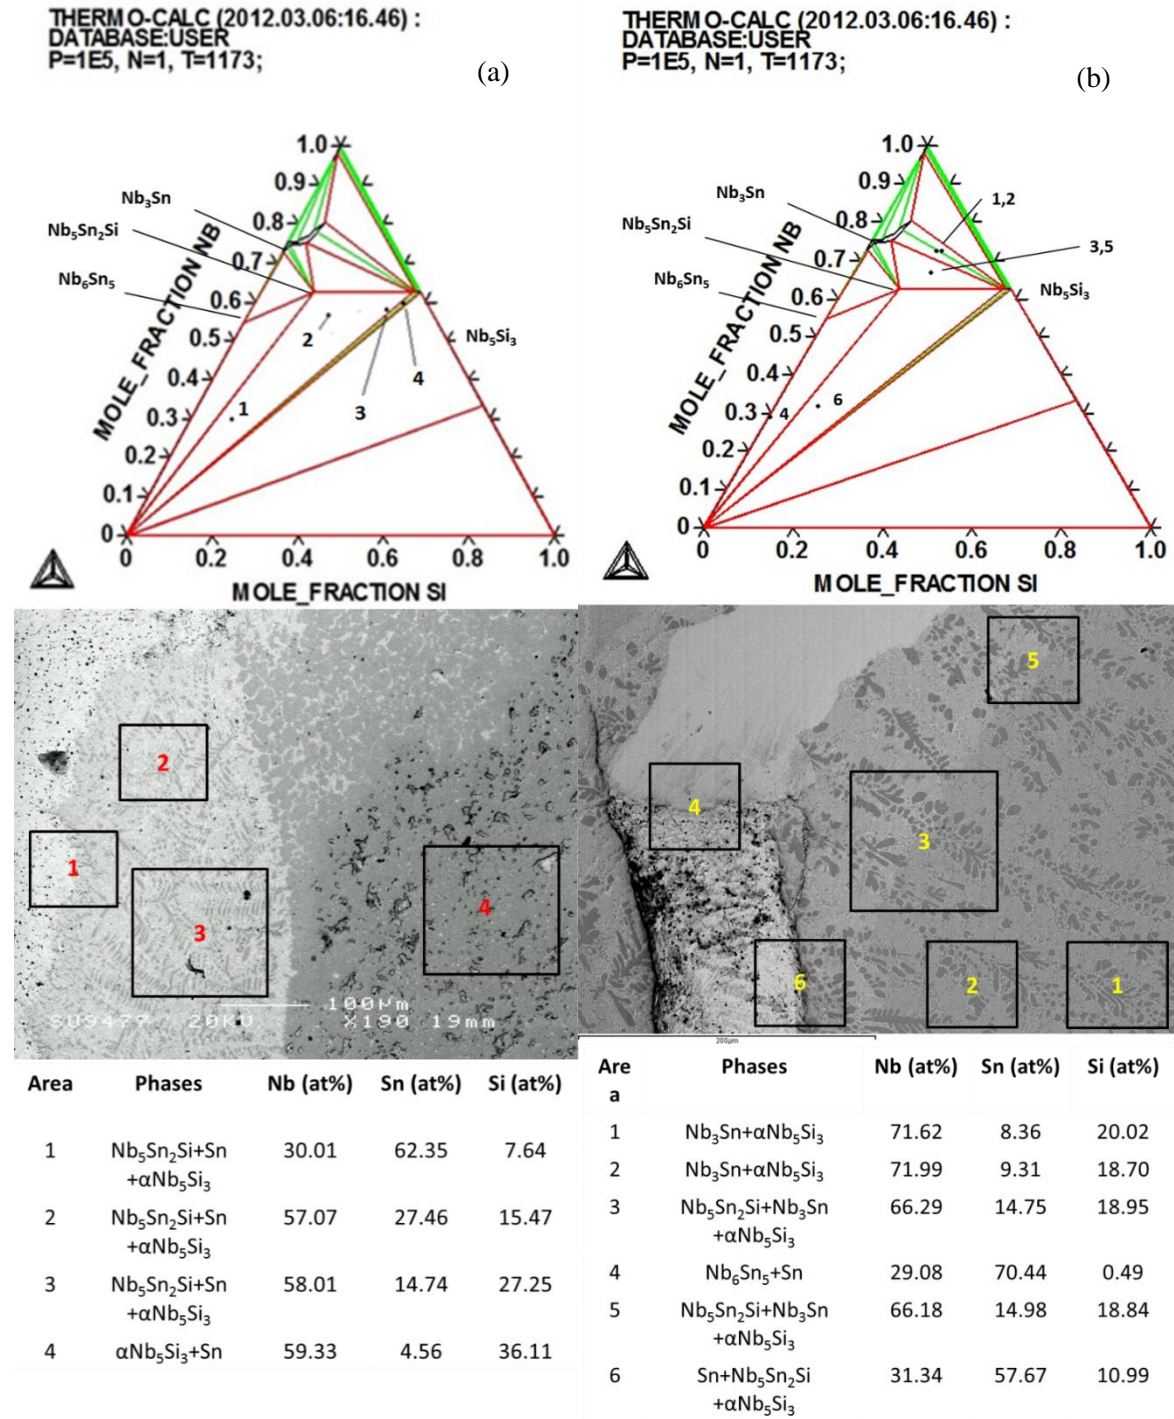 THERMO-CALC (2012.03.06:16.46) :
DATABASE:USER
P=1E5, N=1, T=1173;
(a)
1.0
0.9
0.8
0.7
0.6
0.5
0.4
0.3
0.2
0.1
0
MOLE_FRACTION NB
Nb₃Sn
Nb₅Sn₂Si
Nb₆Sn₅
Nb₅Si₃
1
2
3
4
0 0.2 0.4 0.6 0.8 1.0
MOLE_FRACTION SI
THERMO-CALC (2012.03.06:16.46) :
DATABASE:USER
P=1E5, N=1, T=1173;
(b)
1.0
0.9
0.8
0.7
0.6
0.5
0.4
0.3
0.2
0.1
0
MOLE_FRACTION NB
Nb₃Sn
Nb₅Sn₂Si
Nb₆Sn₅
Nb₅Si₃
1,2
3,5
4
6
0 0.2 0.4 0.6 0.8 1.0
MOLE_FRACTION SI
2
1
3
4
100µm
SU9477 20KU X190 19mm
5
4
3
6
2
1
200µm
Area Phases Nb (at%) Sn (at%) Si (at%)
1 Nb₅Sn₂Si+Sn 30.01 62.35 7.64
+αNb₅Si₃
2 Nb₅Sn₂Si+Sn 57.07 27.46 15.47
+αNb₅Si₃
3 Nb₅Sn₂Si+Sn 58.01 14.74 27.25
+αNb₅Si₃
4 αNb₅Si₃+Sn 59.33 4.56 36.11
Are Phases Nb (at%) Sn (at%) Si (at%)
a
1 Nb₃Sn+αNb₅Si₃ 71.62 8.36 20.02
2 Nb₃Sn+αNb₅Si₃ 71.99 9.31 18.70
3 Nb₅Sn₂Si+Nb₃Sn 66.29 14.75 18.95
+αNb₅Si₃
4 Nb₆Sn₅+Sn 29.08 70.44 0.49
5 Nb₅Sn₂Si+Nb₃Sn 66.18 14.98 18.84
+αNb₅Si₃
6 Sn+Nb₅Sn₂Si 31.34 57.67 10.99
+αNb₅Si₃